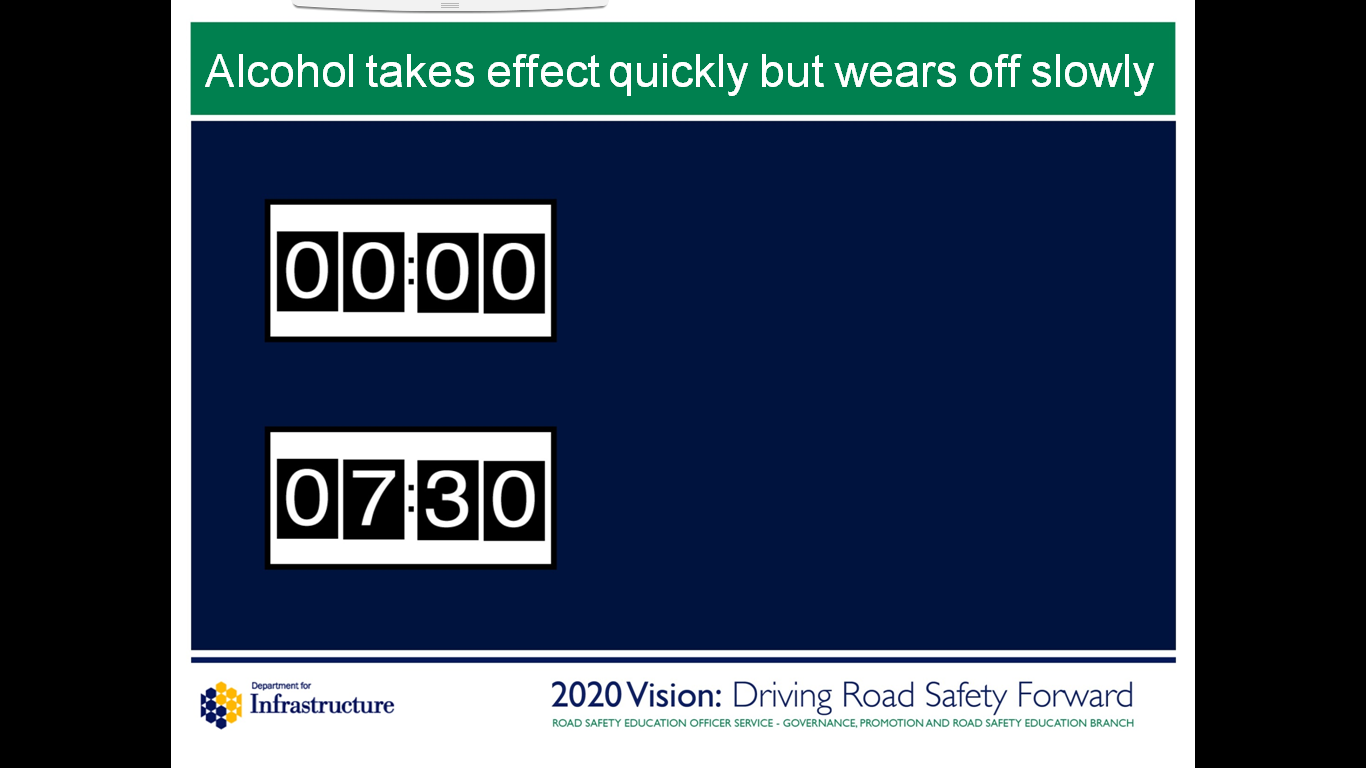 Alcohol takes effect quickly but wears off slowly
00:00
07:30
Department for
Infrastructure
2020 Vision: Driving Road Safety Forward
ROAD SAFETY EDUCATION OFFICER SERVICE - GOVERNANCE, PROMOTION AND ROAD SAFETY EDUCATION BRANCH